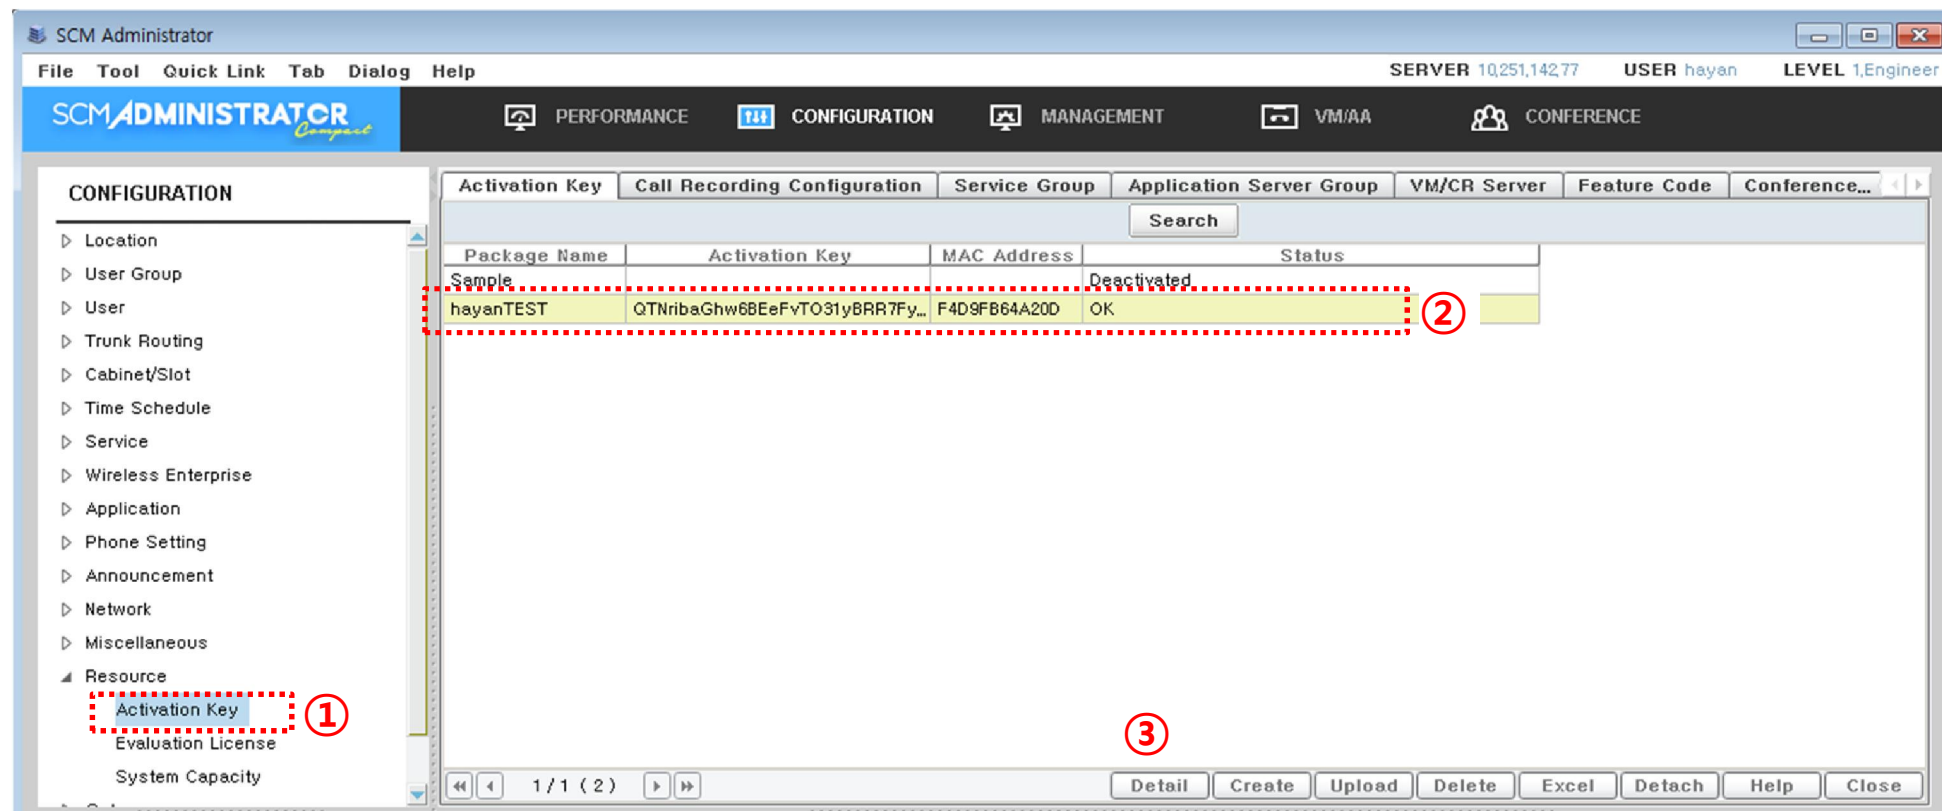 SCM Administrator
File Tool Quick Link Tab Dialog Help SERVER 10,251,142,77 USER hayan LEVEL 1,Engineer
SCM ADMINISTRATOR Compact PERFORMANCE CONFIGURATION MANAGEMENT VM/AA CONFERENCE
CONFIGURATION
Location
User Group
User
Trunk Routing
Cabinet/Slot
Time Schedule
Service
Wireless Enterprise
Application
Phone Setting
Announcement
Network
Miscellaneous
Resource
Activation Key ①
Evaluation License
System Capacity
Activation Key Call Recording Configuration Service Group Application Server Group VM/CR Server Feature Code Conference...
Search
Package Name Activation Key MAC Address Status
Sample Deactivated
hayanTEST QTNribaGhw6BEeFvTO31yBRR7Fy... F4D9FB64A20D OK ②
③
1/1 (2) Detail Create Upload Delete Excel Detach Help Close